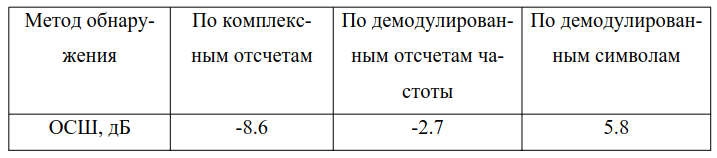 Метод обнару-
жения
По комплекс-
ным отсчетам
По демодулирован-
ным отсчетам ча-
стоты
По демодулирован-
ным символам
ОСШ, дБ
-8.6
-2.7
5.8